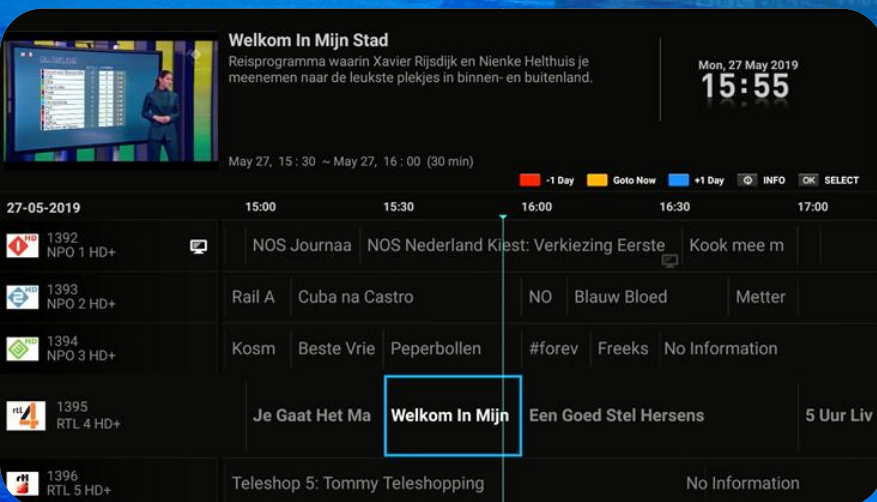 Welkom In Mijn Stad
Reisprogramma waarin Xavier Rijsdijk en Nienke Helthuis je
meenemen naar de leukste plekjes in binnen- en buitenland.
Mon, 27 May 2019
15:55
May 27, 15 : 30 ~ May 27, 16 : 00 (30 min)
-1 Day Goto Now +1 Day INFO OK SELECT
27-05-2019 15:00 15:30 16:00 16:30 17:00
HD 1392
NPO 1 HD+
NOS Journaa NOS Nederland Kiest: Verkiezing Eerste Kook mee m
HD 1393
NPO 2 HD+
Rail A Cuba na Castro NO Blauw Bloed Metter
HD 1394
NPO 3 HD+
Kosm Beste Vrie Peperbollen #forev Freeks No Information
rtl 4 1395
RTL 4 HD+
Je Gaat Het Ma Welkom In Mijn Een Goed Stel Hersens 5 Uur Liv
rtl 1396
RTL 5 HD+
Teleshop 5: Tommy Teleshopping No Information